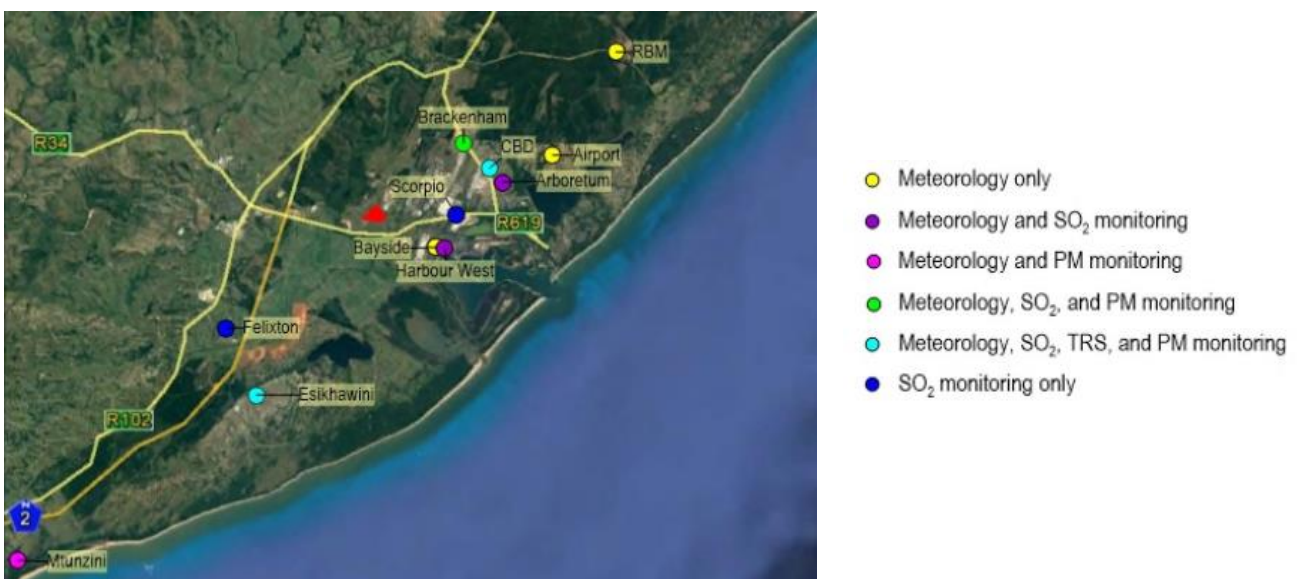 RBM
Brackenham
R34
CBD
Airport
Scorpio
Arboretum
R619
Bayside
Harbour West
Felixton
Esikhawini
R102
N
2
Mtunzini
Meteorology only
Meteorology and SO₂ monitoring
Meteorology and PM monitoring
Meteorology, SO₂, and PM monitoring
Meteorology, SO₂, TRS, and PM monitoring
SO₂ monitoring only